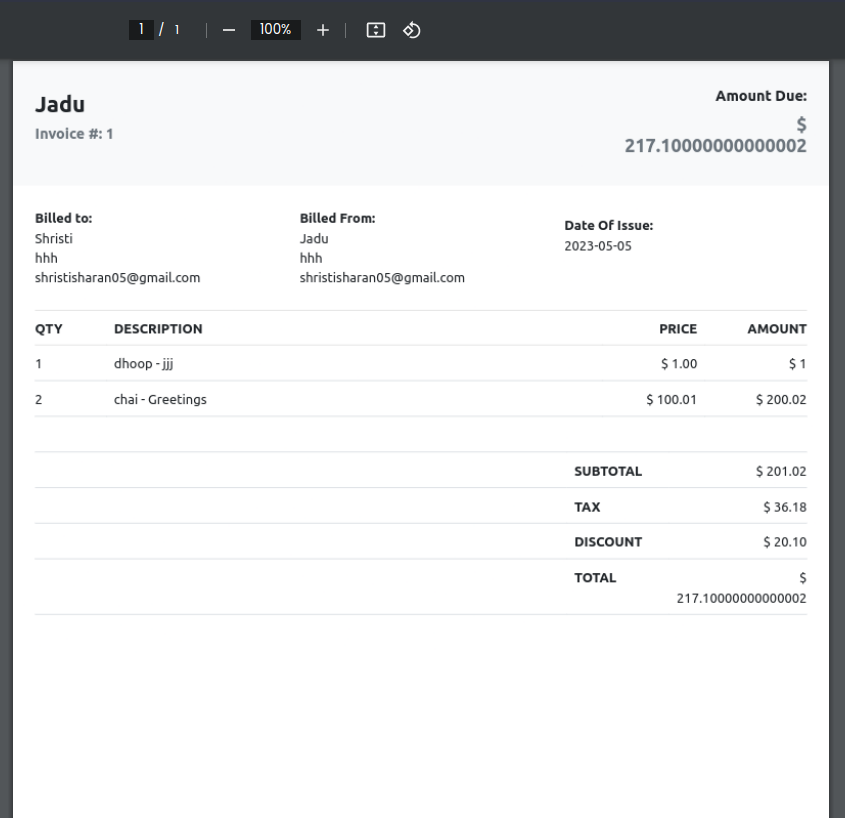 1 / 1 100%
Jadu
Invoice #: 1
Amount Due:
$
217.10000000000002
Billed to:
Shristi
hhh
shristisharan05@gmail.com
Billed From:
Jadu
hhh
shristisharan05@gmail.com
Date Of Issue:
2023-05-05
QTY DESCRIPTION PRICE AMOUNT
1 dhoop - jjj $ 1.00 $ 1
2 chai - Greetings $ 100.01 $ 200.02
SUBTOTAL $ 201.02
TAX $ 36.18
DISCOUNT $ 20.10
TOTAL $
217.10000000000002